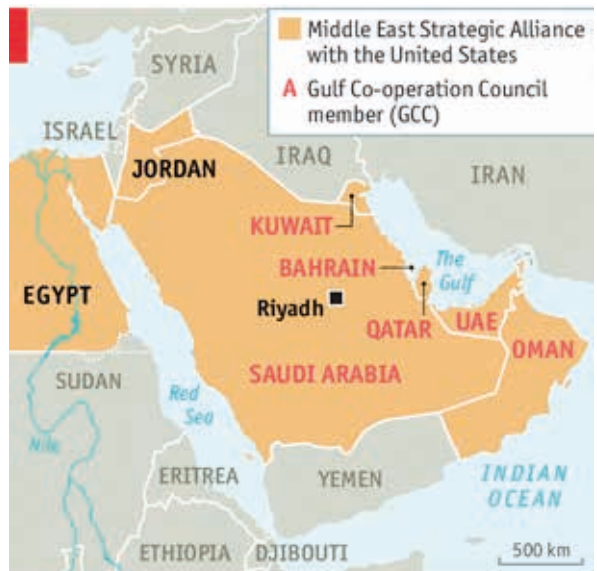 Middle East Strategic Alliance
with the United States
A Gulf Co-operation Council
member (GCC)
SYRIA
ISRAEL
JORDAN
IRAQ
IRAN
KUWAIT
BAHRAIN
The
Gulf
EGYPT
Riyadh
QATAR
UAE
OMAN
SAUDI ARABIA
SUDAN
Red
Sea
Nile
ERITREA
YEMEN
INDIAN
OCEAN
ETHIOPIA
DJIBOUTI
500 km